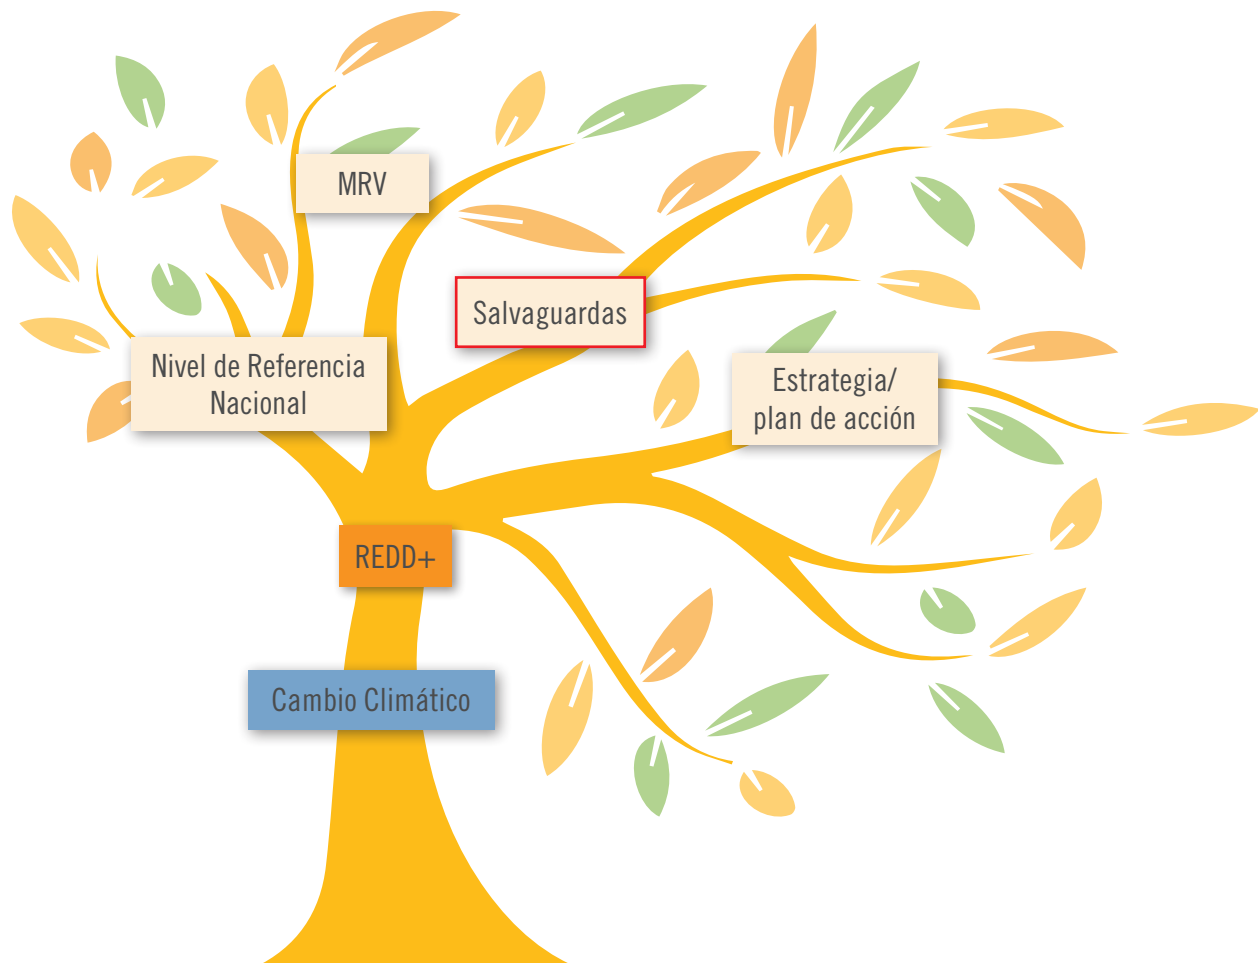 MRV
Salvaguardas
Nivel de Referencia
Nacional
Estrategia/
plan de acción
REDD+
Cambio Climático